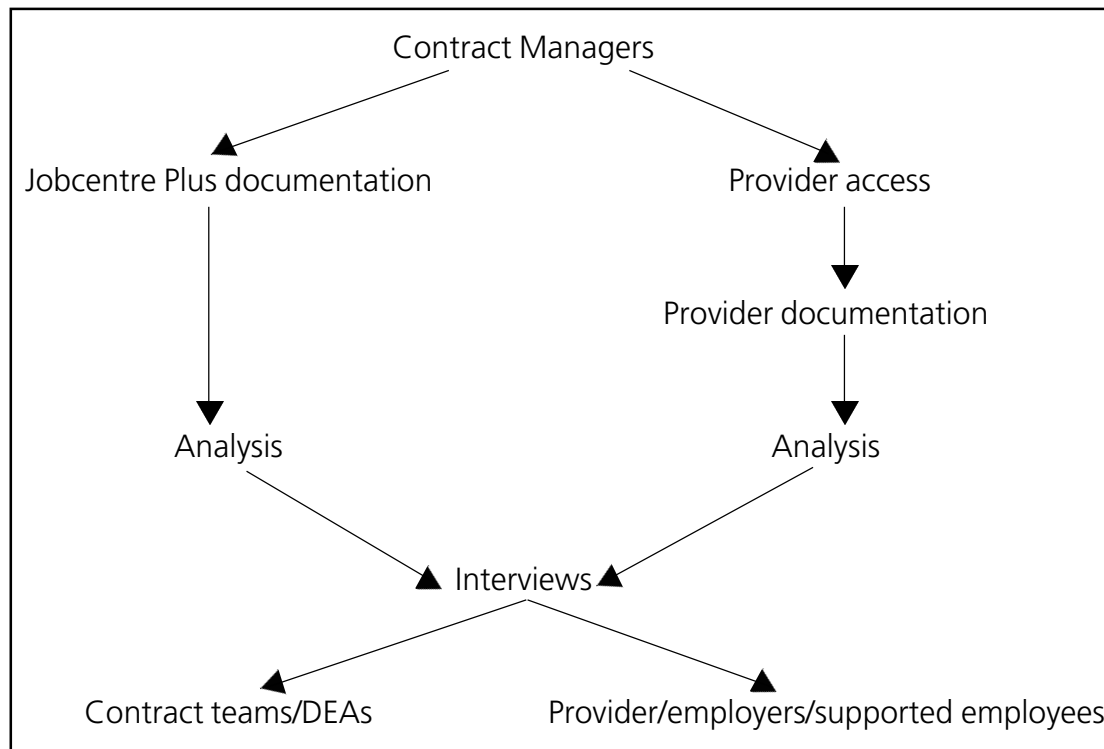 Contract Managers
Jobcentre Plus documentation
Provider access
Provider documentation
Analysis
Analysis
Interviews
Contract teams/DEAs
Provider/employers/supported employees